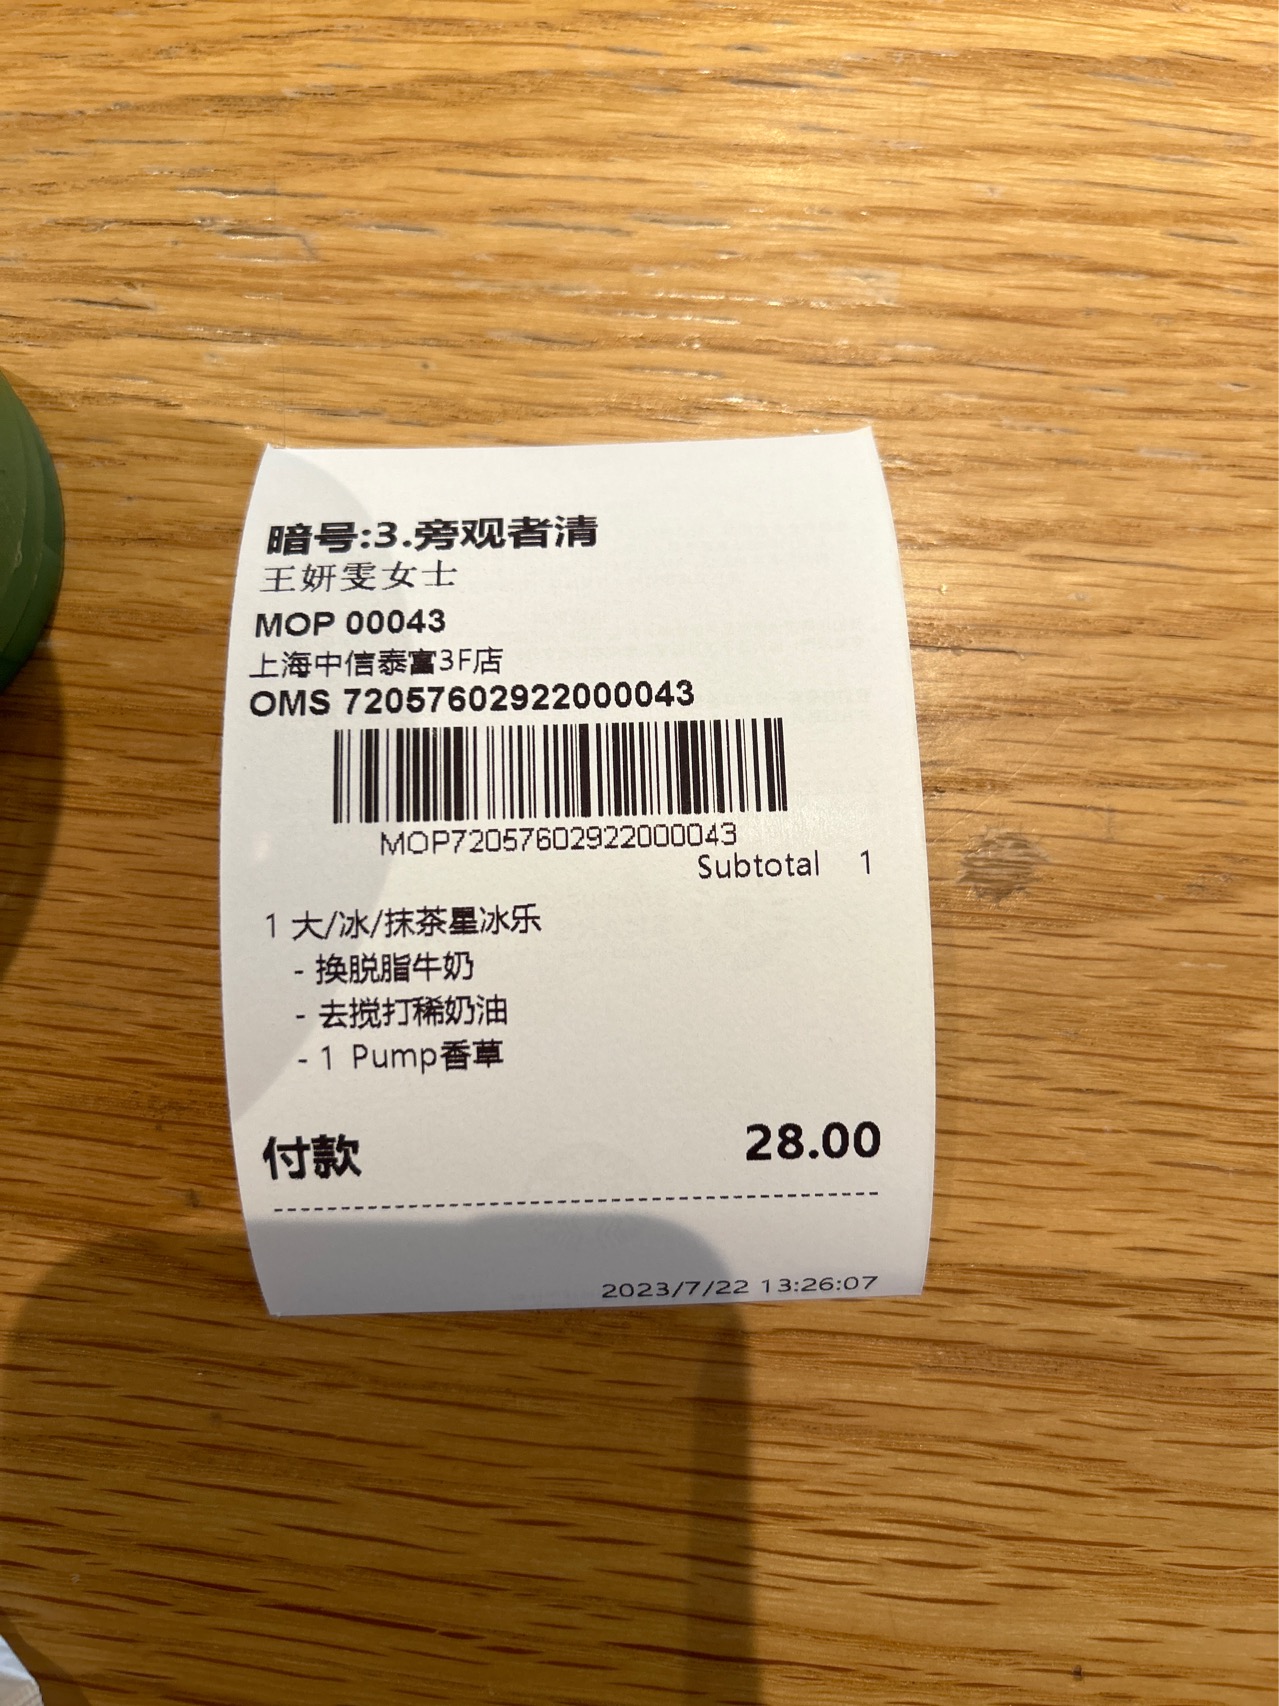 暗号:3.旁观者清
王妍雯女士
MOP 00043
上海中信泰富3F店
OMS 72057602922000043
MOP72057602922000043
Subtotal 1
1 大/冰/抹茶星冰乐
- 换脱脂牛奶
- 去搅打稀奶油
- 1 Pump香草
付款 28.00
2023/7/22 13:26:07